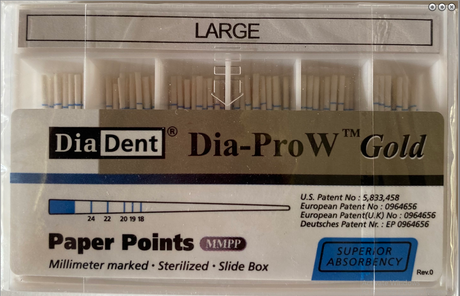 LARGE
DiaDent® Dia-ProW™ Gold
24 22 20 19 18
U.S. Patent No : 5,833,458
European Patent No : 0964656
European Patent(U.K) No : 0964656
Deutsches Patent Nr.: EP 0964656
Paper Points MMPP
Millimeter marked · Sterilized · Slide Box
SUPERIOR
ABSORBENCY
Rev.0